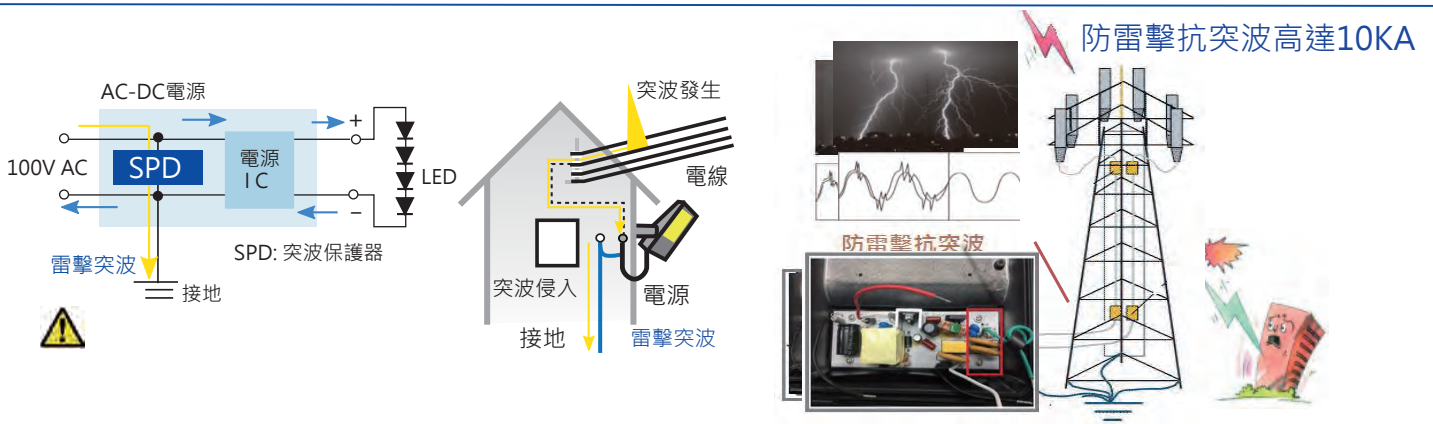 防雷擊抗突波高達10KA
AC-DC電源
+
100V AC
SPD
電源
IC
LED
−
雷擊突波
SPD: 突波保護器
接地
突波發生
電線
突波侵入
電源
接地
雷擊突波
防雷擊抗突波